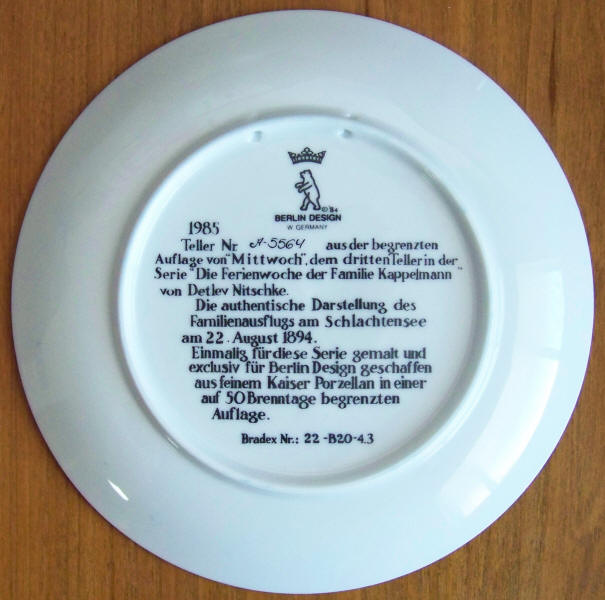 © '84
BERLIN DESIGN
W. GERMANY
1985
Teller Nr A-5564 aus der begrenzten
Auflage von "Mittwoch", dem dritten Teller in der
Serie "Die Ferienwoche der Familie Kappelmann"
von Detlev Nitschke.
Die authentische Darstellung des
Familienausflugs am Schlachtensee
am 22. August 1894.
Einmalig für diese Serie gemalt und
exclusiv für Berlin Design geschaffen
aus feinem Kaiser Porzellan in einer
auf 50 Brenntage begrenzten
Auflage.
Bradex Nr.: 22-B20-4.3